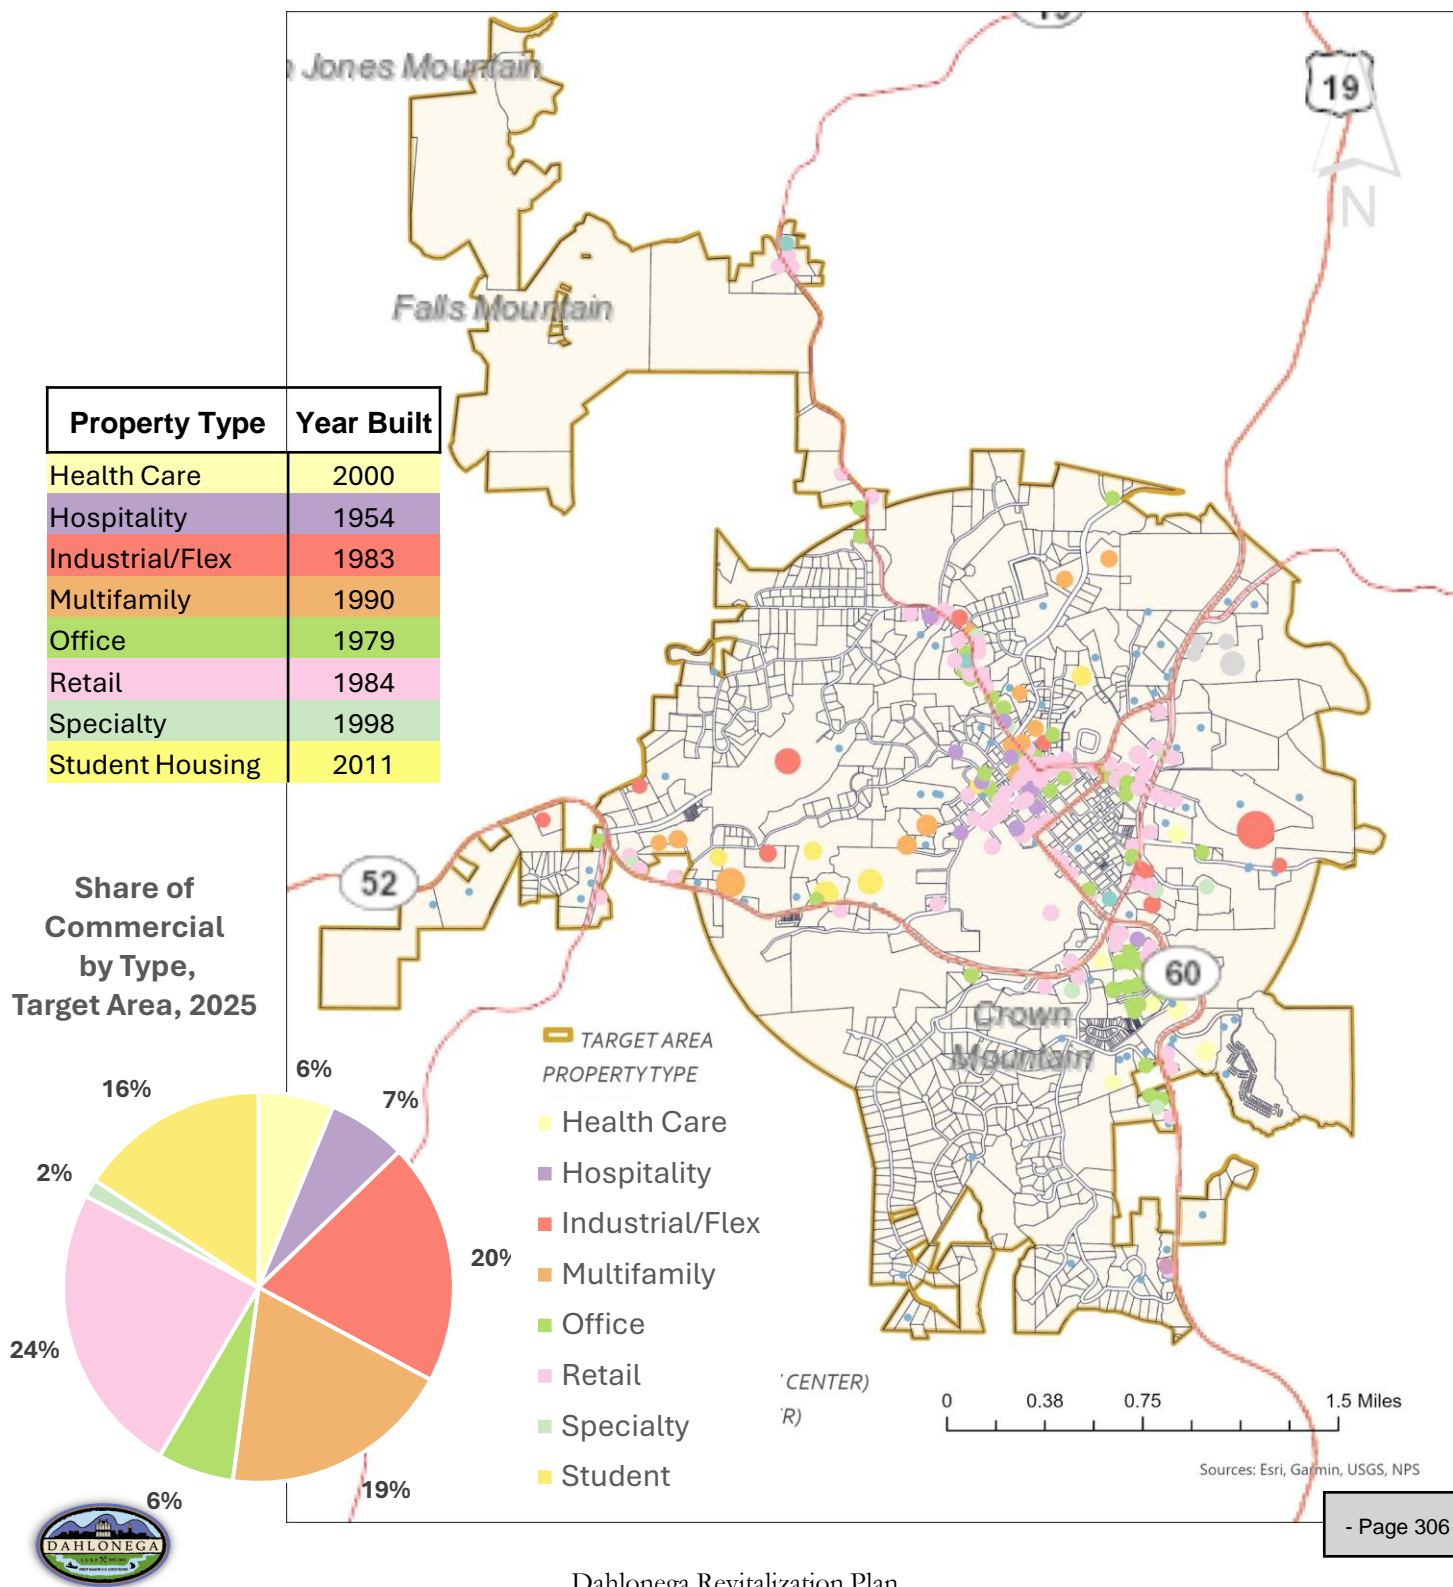 Jones Mountain
19
N
Falls Mountain
Property Type Year Built
Health Care 2000
Hospitality 1954
Industrial/Flex 1983
Multifamily 1990
Office 1979
Retail 1984
Specialty 1998
Student Housing 2011
52
60
Crown
Mountain
Share of
Commercial
by Type,
Target Area, 2025
6%
7%
20%
19%
6%
24%
2%
16%
TARGET AREA
PROPERTY TYPE
Health Care
Hospitality
Industrial/Flex
Multifamily
Office
Retail
Specialty
Student
CENTER)
R)
0 0.38 0.75 1.5 Miles
Sources: Esri, Garmin, USGS, NPS
DAHLONEGA
- Page 306
Dahlonega Revitalization Plan